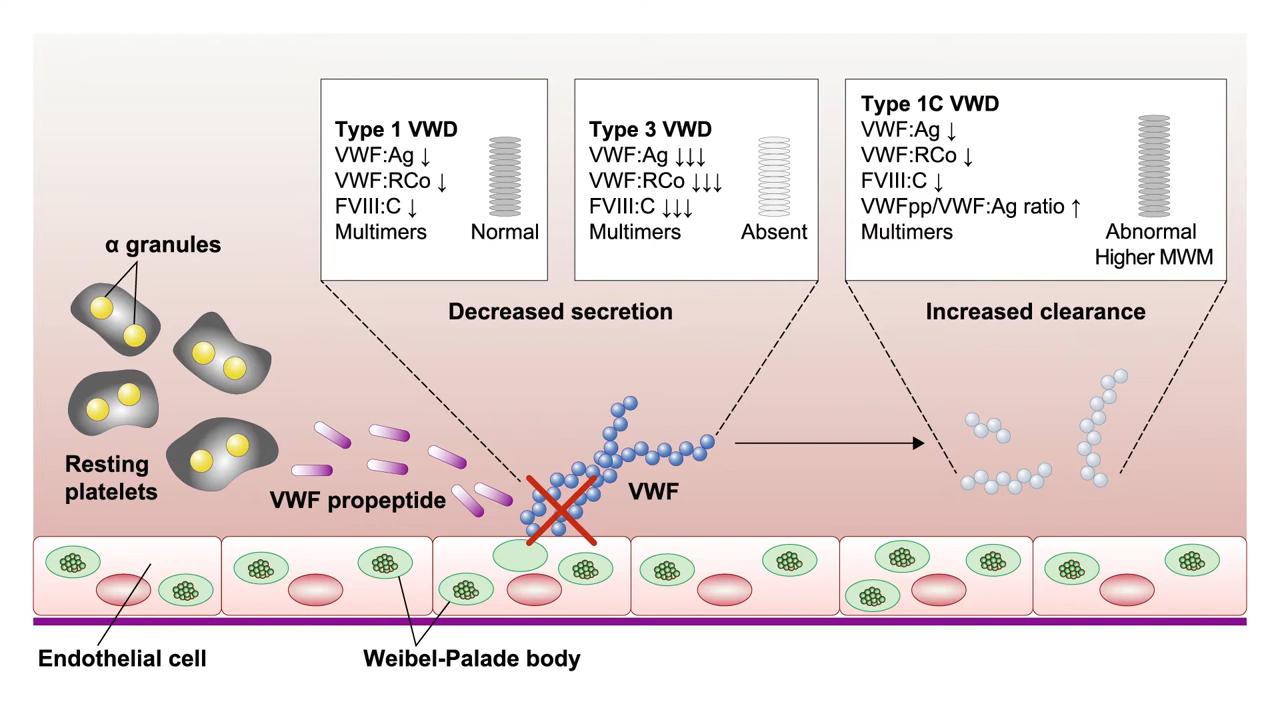 Type 1 VWD
VWF:Ag ↓
VWF:RCo ↓
FVIII:C ↓
Multimers
Normal
Type 3 VWD
VWF:Ag ↓↓↓
VWF:RCo ↓↓↓
FVIII:C ↓↓↓
Multimers
Absent
Type 1C VWD
VWF:Ag ↓
VWF:RCo ↓
FVIII:C ↓
VWFpp/VWF:Ag ratio ↑
Multimers
Abnormal
Higher MWM
α granules
Decreased secretion
Increased clearance
Resting
platelets
VWF propeptide
VWF
Endothelial cell
Weibel-Palade body